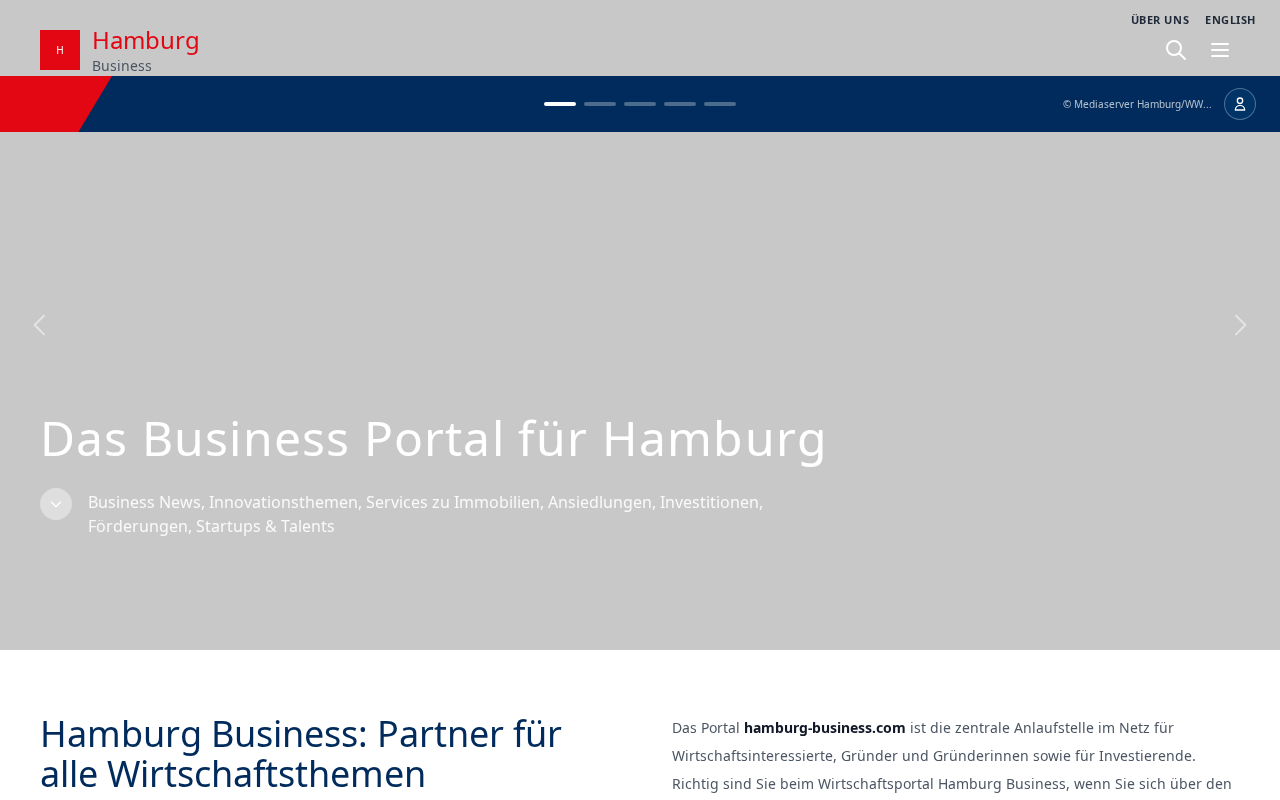 ÜBER UNS ENGLISH
H
Hamburg
Business
© Mediaserver Hamburg/WW...
Das Business Portal für Hamburg
Business News, Innovationsthemen, Services zu Immobilien, Ansiedlungen, Investitionen,
Förderungen, Startups & Talents
Hamburg Business: Partner für
alle Wirtschaftsthemen
Das Portal hamburg-business.com ist die zentrale Anlaufstelle im Netz für
Wirtschaftsinteressierte, Gründer und Gründerinnen sowie für Investierende.
Richtig sind Sie beim Wirtschaftsportal Hamburg Business, wenn Sie sich über den